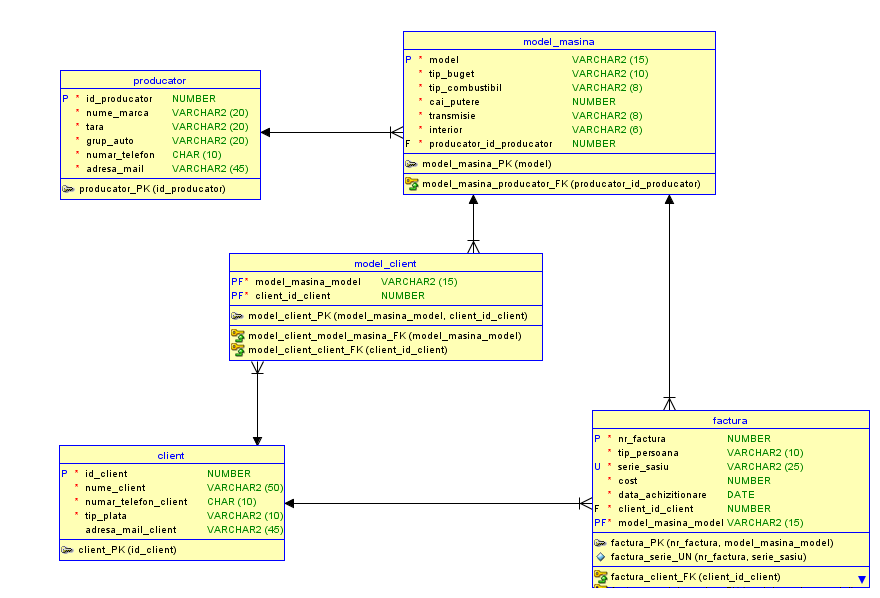 model_masina
P * model VARCHAR2 (15)
* tip_buget VARCHAR2 (10)
* tip_combustibil VARCHAR2 (8)
* cai_putere NUMBER
* transmisie VARCHAR2 (8)
* interior VARCHAR2 (6)
F * producator_id_producator NUMBER
model_masina_PK (model)
model_masina_producator_FK (producator_id_producator)
producator
P * id_producator NUMBER
* nume_marca VARCHAR2 (20)
* tara VARCHAR2 (20)
* grup_auto VARCHAR2 (20)
* numar_telefon CHAR (10)
* adresa_mail VARCHAR2 (45)
producator_PK (id_producator)
model_client
PF* model_masina_model VARCHAR2 (15)
PF* client_id_client NUMBER
model_client_PK (model_masina_model, client_id_client)
model_client_model_masina_FK (model_masina_model)
model_client_client_FK (client_id_client)
client
P * id_client NUMBER
* nume_client VARCHAR2 (50)
* numar_telefon_client CHAR (10)
* tip_plata VARCHAR2 (10)
adresa_mail_client VARCHAR2 (45)
client_PK (id_client)
factura
P * nr_factura NUMBER
* tip_persoana VARCHAR2 (10)
U * serie_sasiu VARCHAR2 (25)
* cost NUMBER
* data_achizitionare DATE
F * client_id_client NUMBER
PF* model_masina_model VARCHAR2 (15)
factura_PK (nr_factura, model_masina_model)
factura_serie_UN (nr_factura, serie_sasiu)
factura_client_FK (client_id_client)